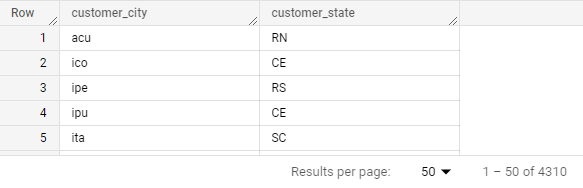 Row customer_city customer_state
1 acu RN
2 ico CE
3 ipe RS
4 ipu CE
5 ita SC
Results per page: 50 1 – 50 of 4310